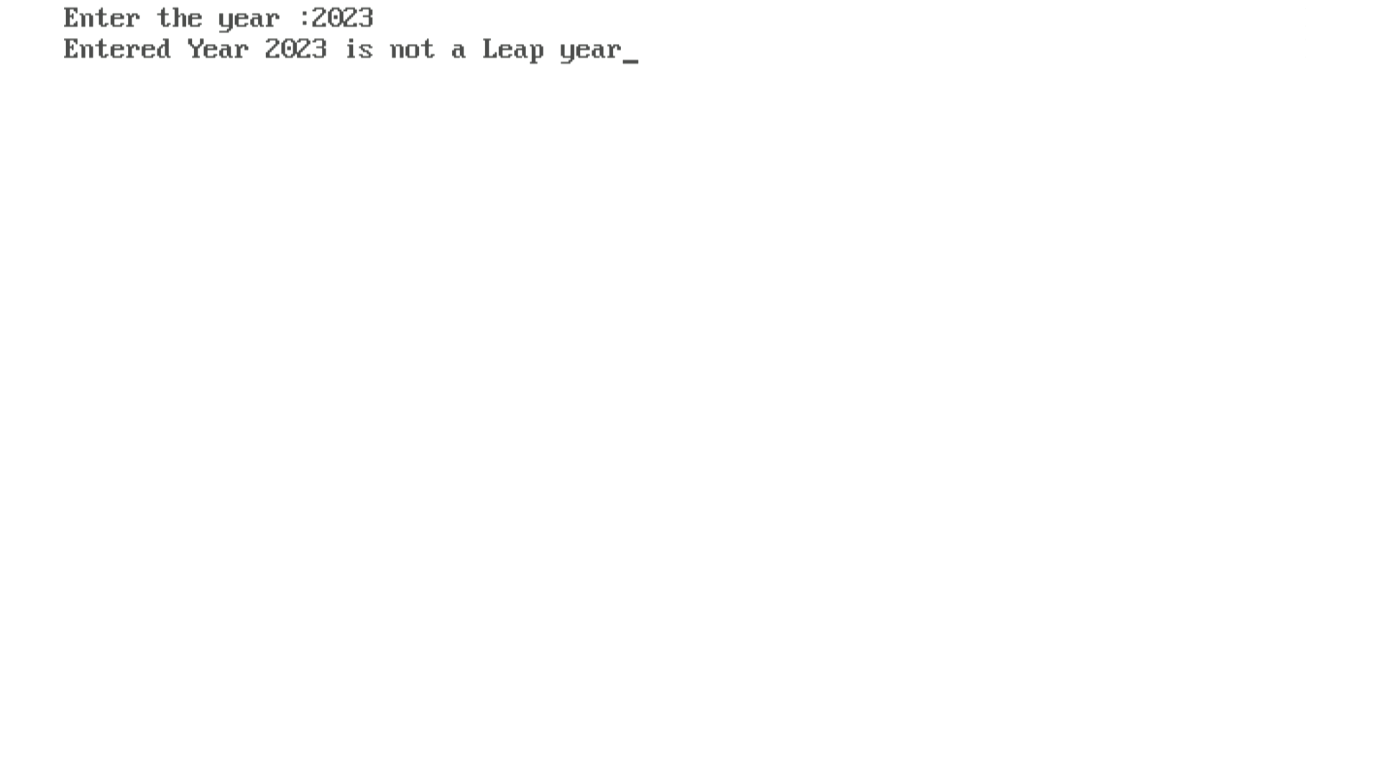 Enter the year :2023
Entered Year 2023 is not a Leap year_